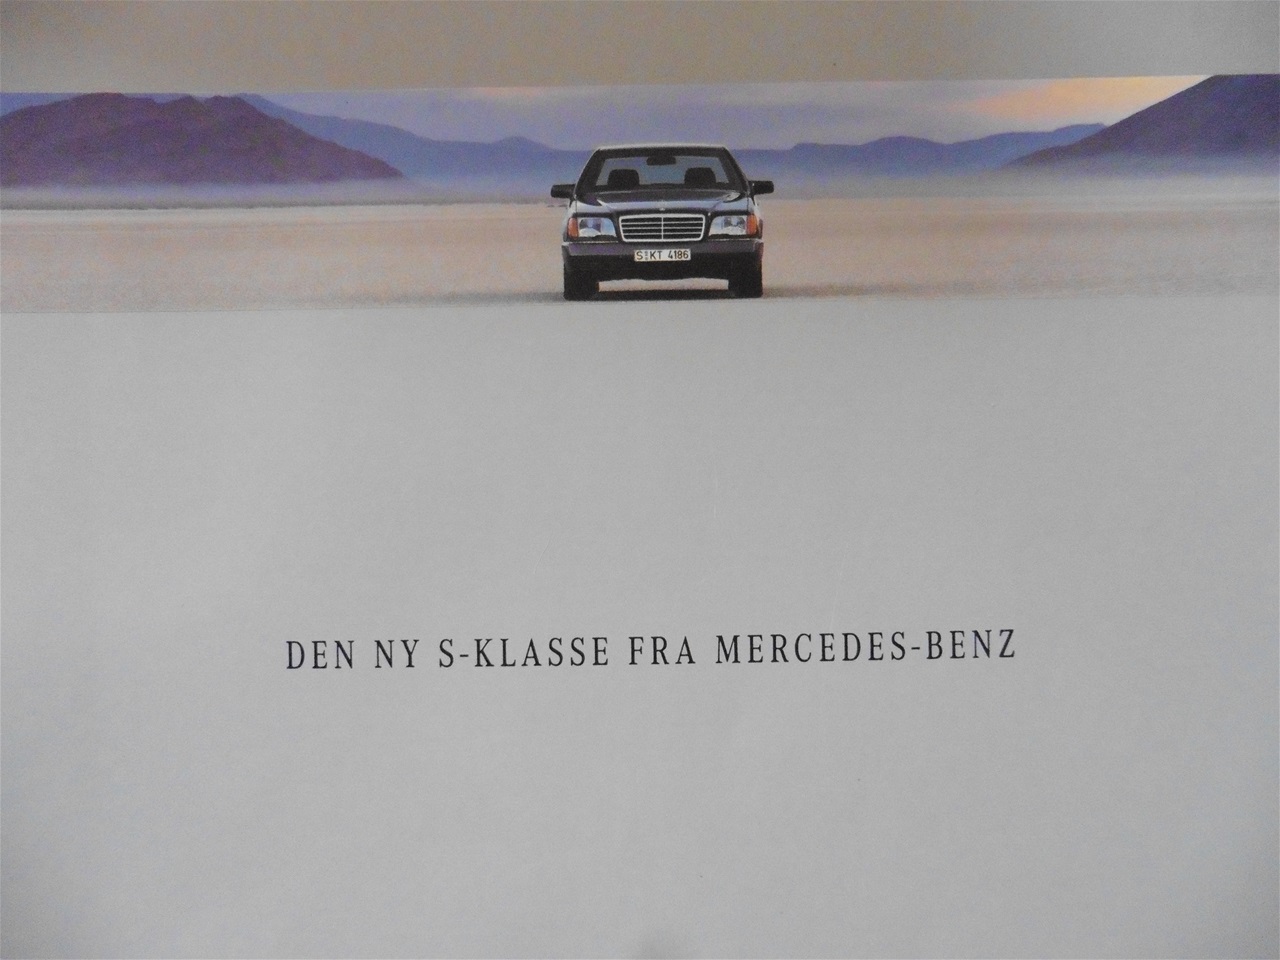 S KT 4186
DEN NY S-KLASSE FRA MERCEDES-BENZ